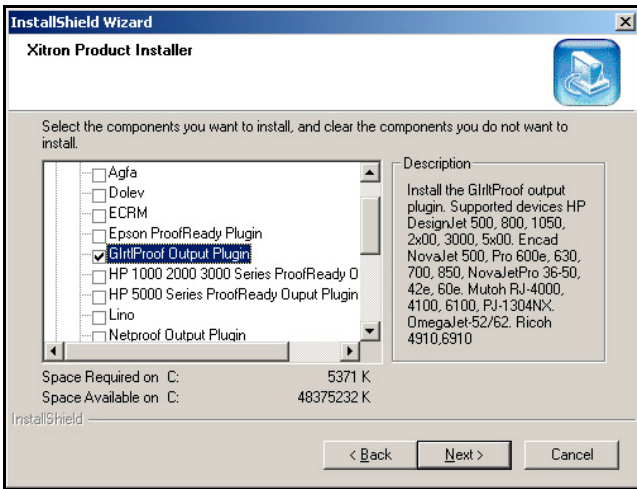 InstallShield Wizard
Xitron Product Installer
Select the components you want to install, and clear the components you do not want to
install.
Agfa
Dolev
ECRM
Epson ProofReady Plugin
GIrtlProof Output Plugin
HP 1000 2000 3000 Series ProofReady O
HP 5000 Series ProofReady Ouput Plugin
Lino
Netproof Output Plugin
Description
Install the GIrtlProof output
plugin. Supported devices HP
DesignJet 500, 800, 1050,
2x00, 3000, 5x00. Encad
NovaJet 500, Pro 600e, 630,
700, 850, NovaJetPro 36-50,
42e, 60e. Mutoh RJ-4000,
4100, 6100, PJ-1304NX.
OmegaJet-52/62. Ricoh
4910,6910
Space Required on C: 5371 K
Space Available on C: 48375232 K
InstallShield
< Back
Next >
Cancel